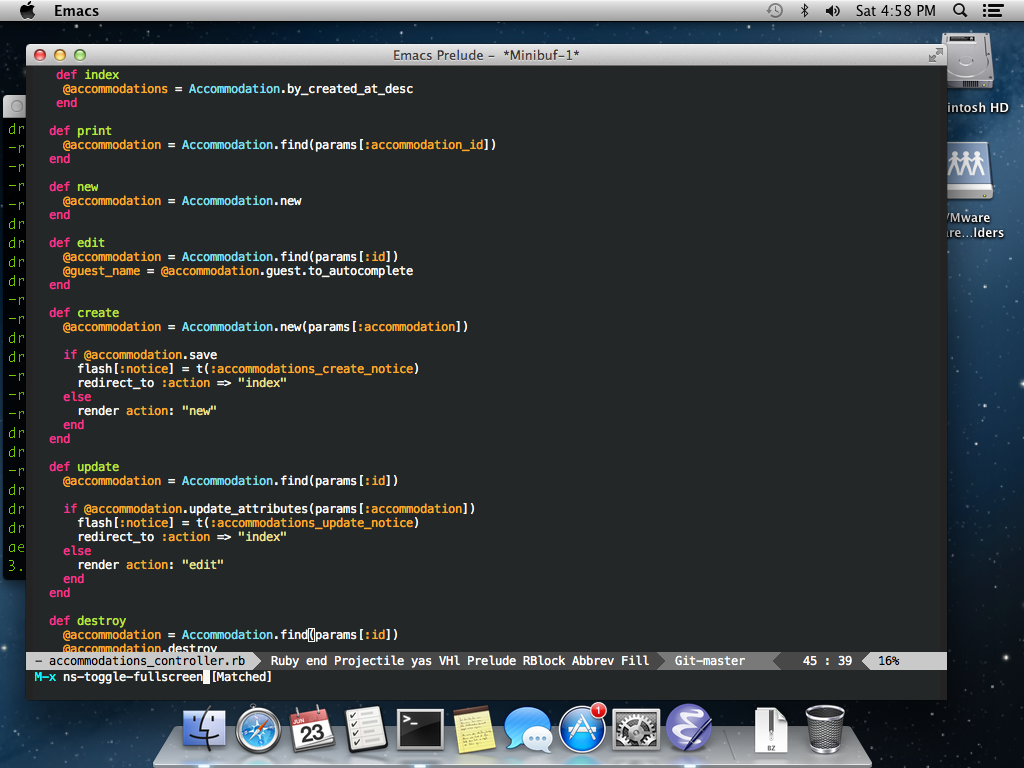 Emacs
Sat 4:58 PM
Emacs Prelude - *Minibuf-1*
def index
@accommodations = Accommodation.by_created_at_desc
end
def print
@accommodation = Accommodation.find(params[:accommodation_id])
end
def new
@accommodation = Accommodation.new
end
def edit
@accommodation = Accommodation.find(params[:id])
@guest_name = @accommodation.guest.to_autocomplete
end
def create
@accommodation = Accommodation.new(params[:accommodation])
if @accommodation.save
flash[:notice] = t(:accommodations_create_notice)
redirect_to :action => "index"
else
render action: "new"
end
end
def update
@accommodation = Accommodation.find(params[:id])
if @accommodation.update_attributes(params[:accommodation])
flash[:notice] = t(:accommodations_update_notice)
redirect_to :action => "index"
else
render action: "edit"
end
end
def destroy
@accommodation = Accommodation.find(params[:id])
@accommodation.destroy
- accommodations_controller.rb Ruby end Projectile yas VHl Prelude RBlock Abbrev Fill Git-master 45 : 39 16%
M-x ns-toggle-fullscreen [Matched]
dr
-r
-r
-r
-r
dr
dr
dr
dr
-r
-r
dr
dr
-r
-r
-r
dr
dr
-r
dr
dr
dr
ae
3.
intosh HD
VMware
are...lders
JUN
23
>_
1
BZ